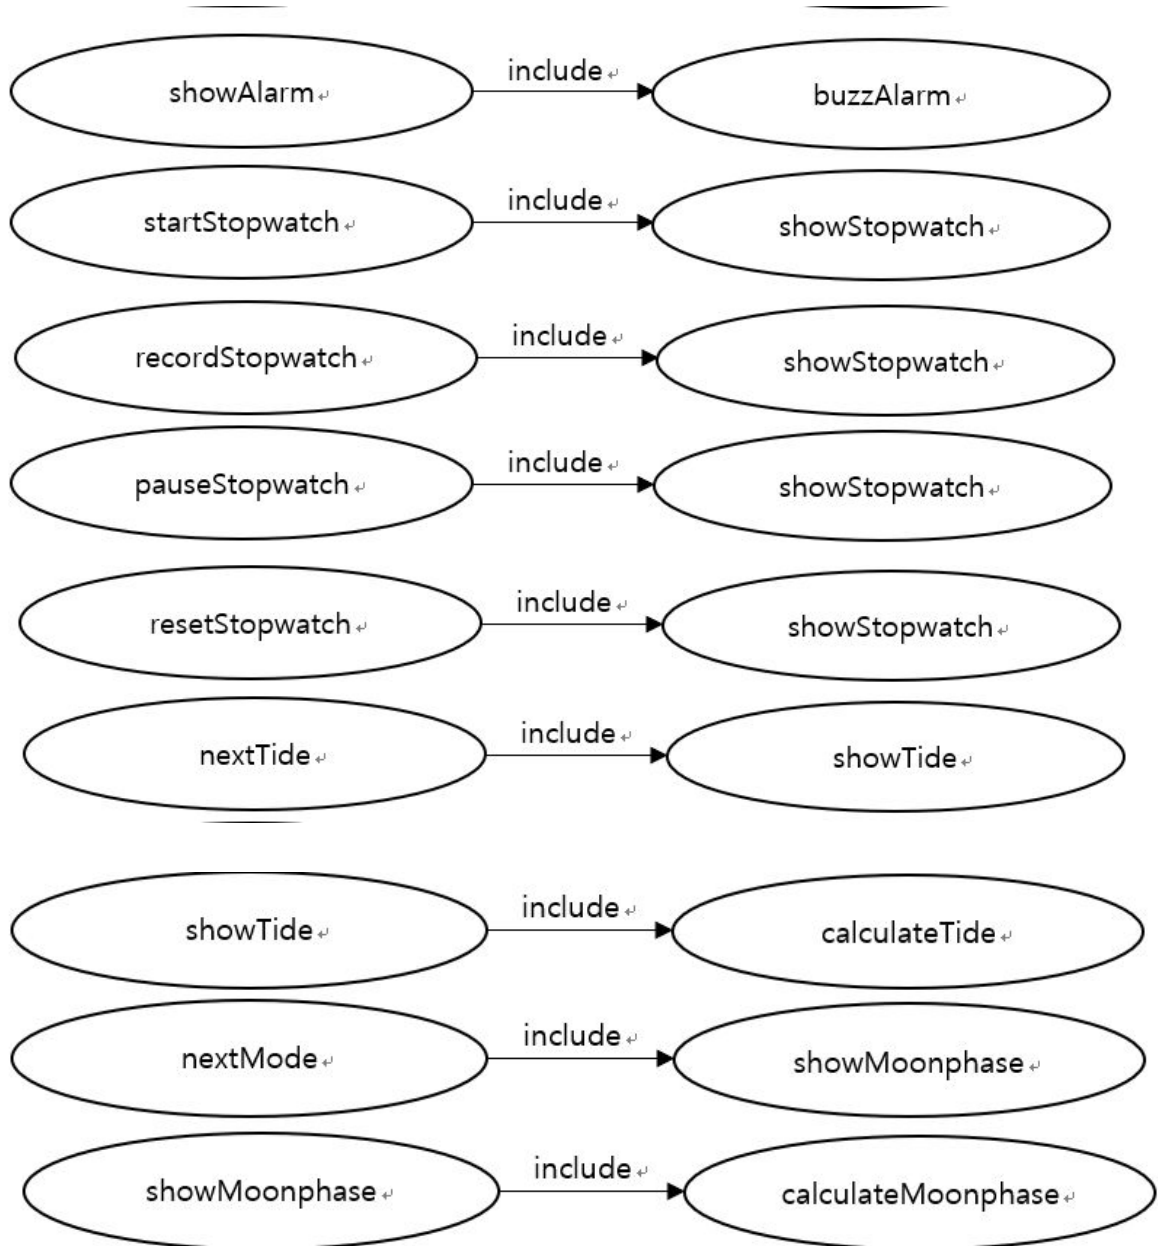 showAlarm include buzzAlarm
startStopwatch include showStopwatch
recordStopwatch include showStopwatch
pauseStopwatch include showStopwatch
resetStopwatch include showStopwatch
nextTide include showTide
showTide include calculateTide
nextMode include showMoonphase
showMoonphase include calculateMoonphase